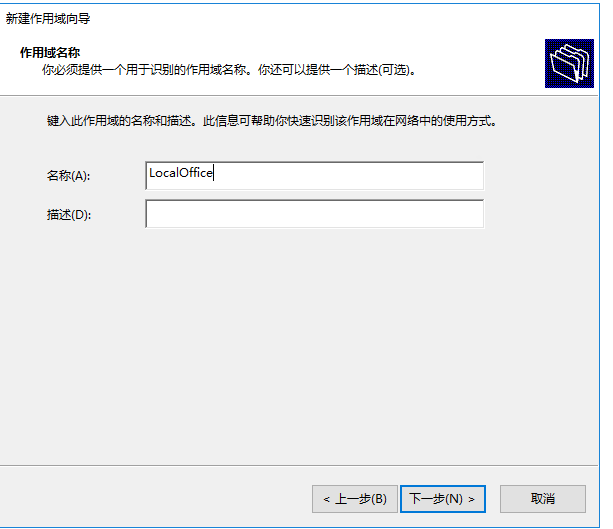 新建作用域向导
作用域名称
你必须提供一个用于识别的作用域名称。你还可以提供一个描述(可选)。
键入此作用域的名称和描述。此信息可帮助你快速识别该作用域在网络中的使用方式。
名称(A): LocalOffice
描述(D):
< 上一步(B) 下一步(N) > 取消